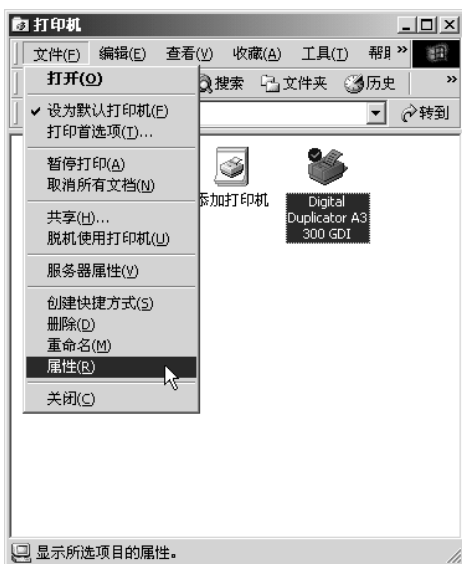 打印机
文件(F) 编辑(E) 查看(V) 收藏(A) 工具(T) 帮 »
搜索 文件夹 历史 »
转到
打开(O)
设为默认打印机(F)
打印首选项(T)...
暂停打印(A)
取消所有文档(N)
共享(H)...
脱机使用打印机(U)
服务器属性(V)
创建快捷方式(S)
删除(D)
重命名(M)
属性(R)
关闭(C)
添加打印机
Digital
Duplicator A3
300 GDI
显示所选项目的属性。